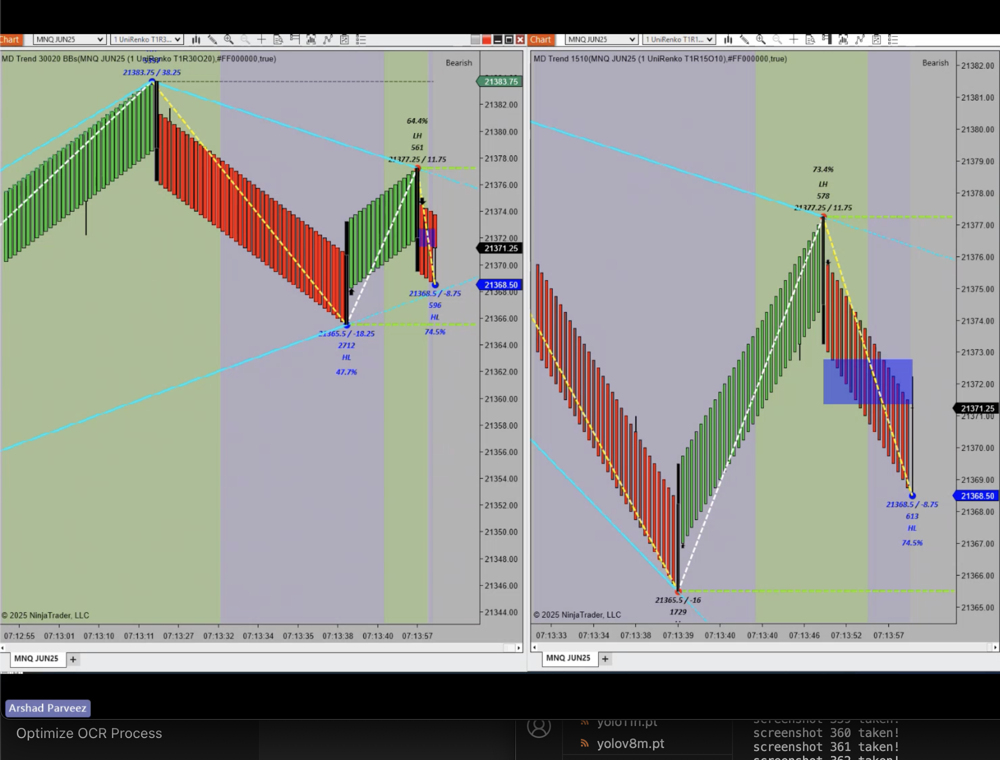 Chart
MNQ JUN25
1 UniRenko T1R3...
MD Trend 30020 BBs(MNQ JUN25 (1 UniRenko T1R30O20),#FF000000,true)
Bearish
21383.75 / 38.25
64.4%
LH
561
21377.25 / 11.75
21368.5 / -8.75
596
HL
74.5%
21365.5 / -18.25
2712
HL
47.7%
21383.75
21382.00
21380.00
21378.00
21376.00
21374.00
21372.00
21371.25
21370.00
21368.50
21368.00
21366.00
21364.00
21362.00
21360.00
21358.00
21356.00
21354.00
21352.00
21350.00
21348.00
21346.00
21344.00
© 2025 NinjaTrader, LLC
07:12:55 07:13:01 07:13:10 07:13:11 07:13:27 07:13:32 07:13:34 07:13:35 07:13:38 07:13:40 07:13:57
MNQ JUN25
+
Chart
MNQ JUN25
1 UniRenko T1R1...
MD Trend 1510(MNQ JUN25 (1 UniRenko T1R15O10),#FF000000,true)
Bearish
73.4%
LH
578
21377.25 / 11.75
21368.5 / -8.75
613
HL
74.5%
21365.5 / -16
1729
21382.00
21381.00
21380.00
21379.00
21378.00
21377.00
21376.00
21375.00
21374.00
21373.00
21372.00
21371.25
21371.00
21370.00
21369.00
21368.50
21368.00
21367.00
21366.00
21365.00
© 2025 NinjaTrader, LLC
07:13:33 07:13:34 07:13:38 07:13:39 07:13:40 07:13:40 07:13:46 07:13:52 07:13:57
MNQ JUN25
+
Arshad Parveez
Optimize OCR Process
yolo11n.pt
yolov8m.pt
screenshot 359 taken!
screenshot 360 taken!
screenshot 361 taken!
screenshot 362 taken!